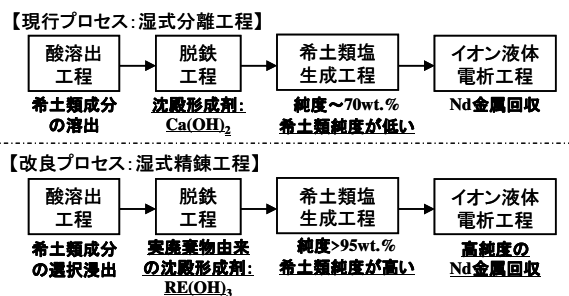 【現行プロセス：湿式分離工程】
酸溶出
工程
脱鉄
工程
希土類塩
生成工程
イオン液体
電析工程
希土類成分
の溶出
沈殿形成剤：
Ca(OH)₂
純度～70wt.%
希土類純度が低い
Nd金属回収
【改良プロセス：湿式精錬工程】
酸溶出
工程
脱鉄
工程
希土類塩
生成工程
イオン液体
電析工程
希土類成分
の選択浸出
実廃棄物由来
の沈殿形成剤：
RE(OH)₃
純度>95wt.%
希土類純度が高い
高純度の
Nd金属回収